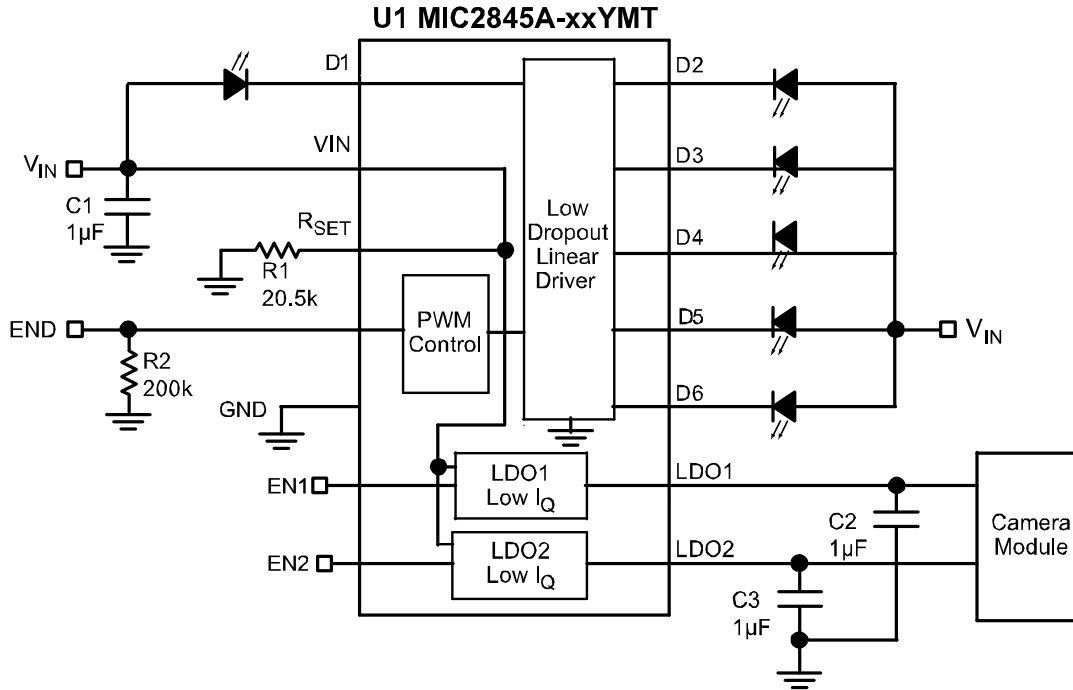 U1 MIC2845A-xxYMT
D1
D2
VIN
D3
VIN
C1
1µF
RSET
Low
Dropout
Linear
Driver
D4
R1
20.5k
PWM
Control
END
D5
VIN
R2
200k
GND
D6
EN1
LDO1
Low IQ
LDO1
C2
1µF
Camera
Module
EN2
LDO2
Low IQ
LDO2
C3
1µF